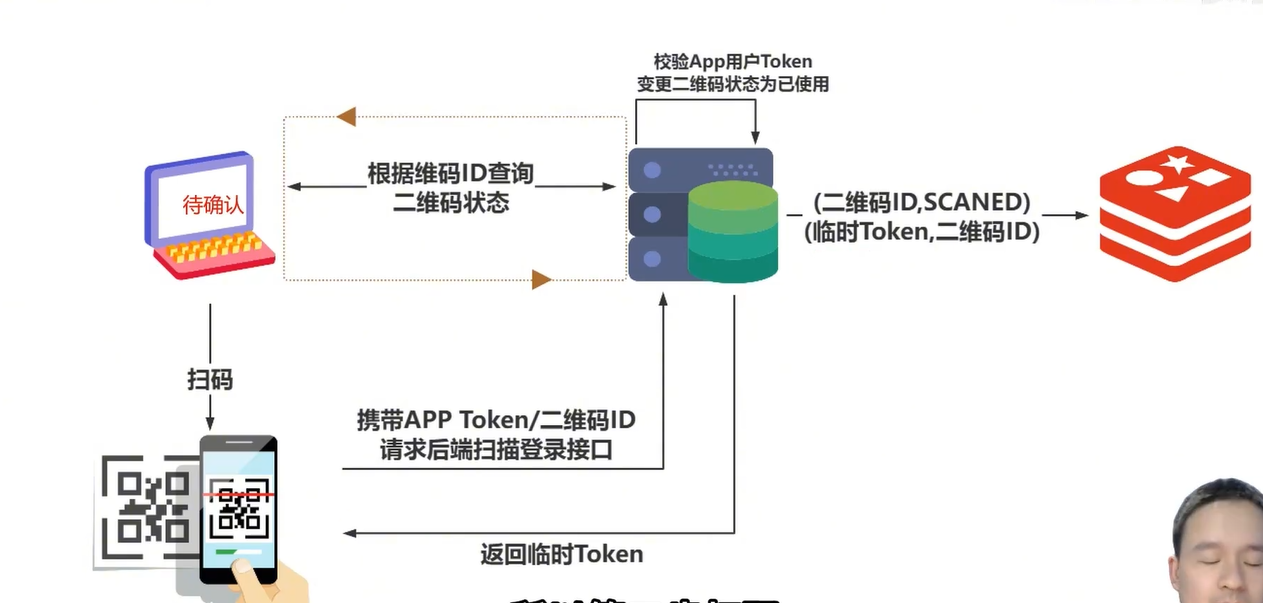 校验App用户Token
变更二维码状态为已使用
根据维码ID查询
二维码状态
待确认
(二维码ID,SCANED)
(临时Token,二维码ID)
扫码
携带APP Token/二维码ID
请求后端扫描登录接口
返回临时Token